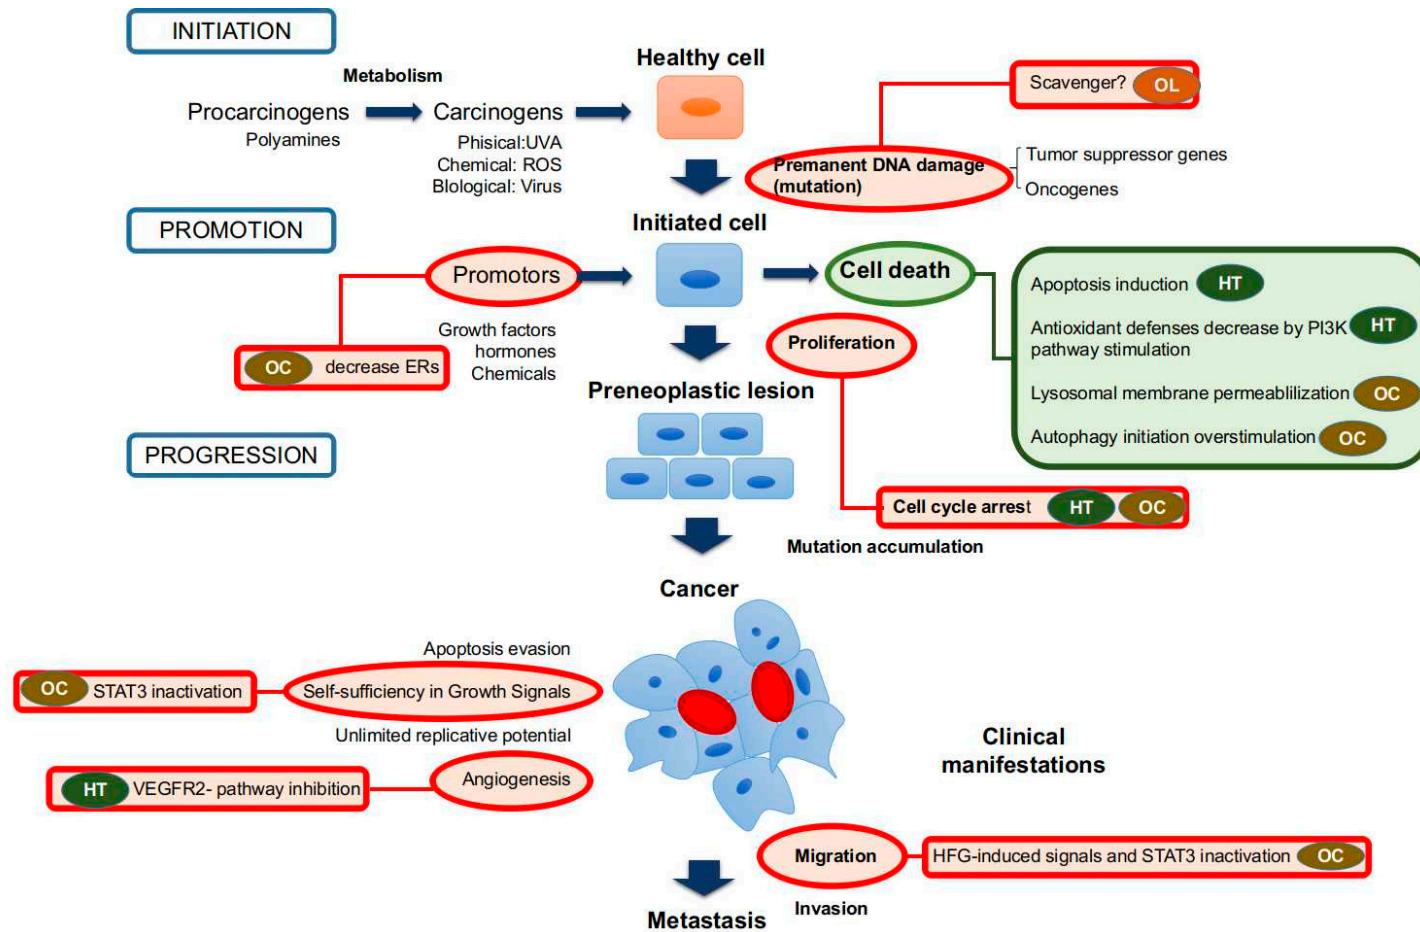 INITIATION
Healthy cell
Metabolism
Procarcinogens
Carcinogens
Polyamines
Phisical:UVA
Chemical: ROS
BIological: Virus
Scavenger? OL
Premanent DNA damage
(mutation)
Tumor suppressor genes
Oncogenes
PROMOTION
Initiated cell
Promotors
Cell death
Growth factors
hormones
Chemicals
OC decrease ERs
Proliferation
Apoptosis induction HT
Antioxidant defenses decrease by PI3K HT
pathway stimulation
Lysosomal membrane permeablilization OC
Autophagy initiation overstimulation OC
Preneoplastic lesion
PROGRESSION
Cell cycle arrest HT OC
Mutation accumulation
Cancer
Apoptosis evasion
OC STAT3 inactivation
Self-sufficiency in Growth Signals
Unlimited replicative potential
HT VEGFR2- pathway inhibition
Angiogenesis
Clinical
manifestations
Migration
HFG-induced signals and STAT3 inactivation OC
Invasion
Metastasis